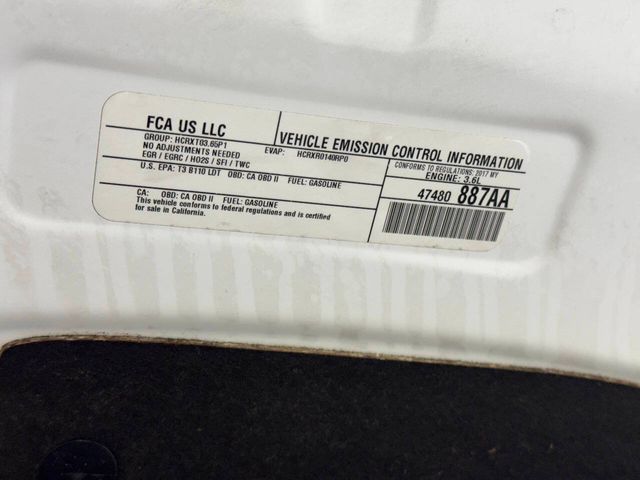 FCA US LLC
VEHICLE EMISSION CONTROL INFORMATION
GROUP: HCRXT03.65P1
EVAP: HCRXR0140RP0
NO ADJUSTMENTS NEEDED
EGR / EGRC / HO2S / SFI / TWC
CONFORMS TO REGULATIONS: 2017 MY
U.S. EPA: T3 B110 LDT OBD: CA OBD II FUEL: GASOLINE
ENGINE: 3.6L
CA: OBD: CA OBD II FUEL: GASOLINE
This vehicle conforms to federal regulations and is certified
for sale in California.
47480 887AA